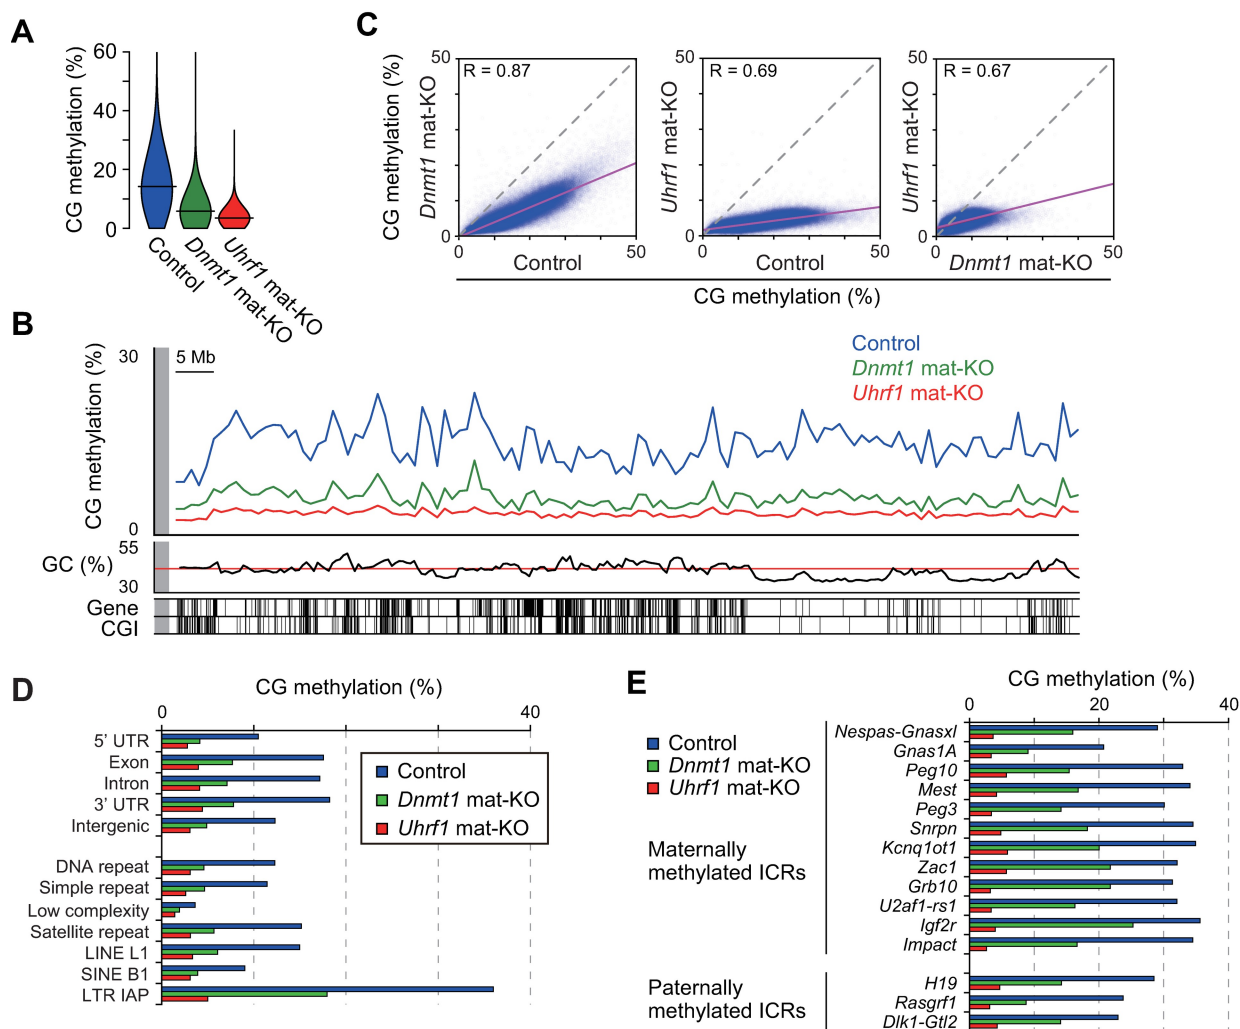 A
CG methylation (%)
60
40
20
0
Control
Dnmt1 mat-KO
Uhrf1 mat-KO
C
CG methylation (%)
Dnmt1 mat-KO
50
R = 0.87
0
0
50
Control
Uhrf1 mat-KO
50
R = 0.69
0
0
50
Control
Uhrf1 mat-KO
50
R = 0.67
0
0
50
Dnmt1 mat-KO
CG methylation (%)
B
CG methylation (%)
30
0
5 Mb
Control
Dnmt1 mat-KO
Uhrf1 mat-KO
GC (%)
55
30
Gene
CGI
D
CG methylation (%)
0
40
5’ UTR
Exon
Intron
3’ UTR
Intergenic
DNA repeat
Simple repeat
Low complexity
Satellite repeat
LINE L1
SINE B1
LTR IAP
Control
Dnmt1 mat-KO
Uhrf1 mat-KO
E
CG methylation (%)
0
20
40
Control
Dnmt1 mat-KO
Uhrf1 mat-KO
Maternally
methylated ICRs
Nespas-Gnasxl
Gnas1A
Peg10
Mest
Peg3
Snrpn
Kcnq1ot1
Zac1
Grb10
U2af1-rs1
Igf2r
Impact
Paternally
methylated ICRs
H19
Rasgrf1
Dlk1-Gtl2